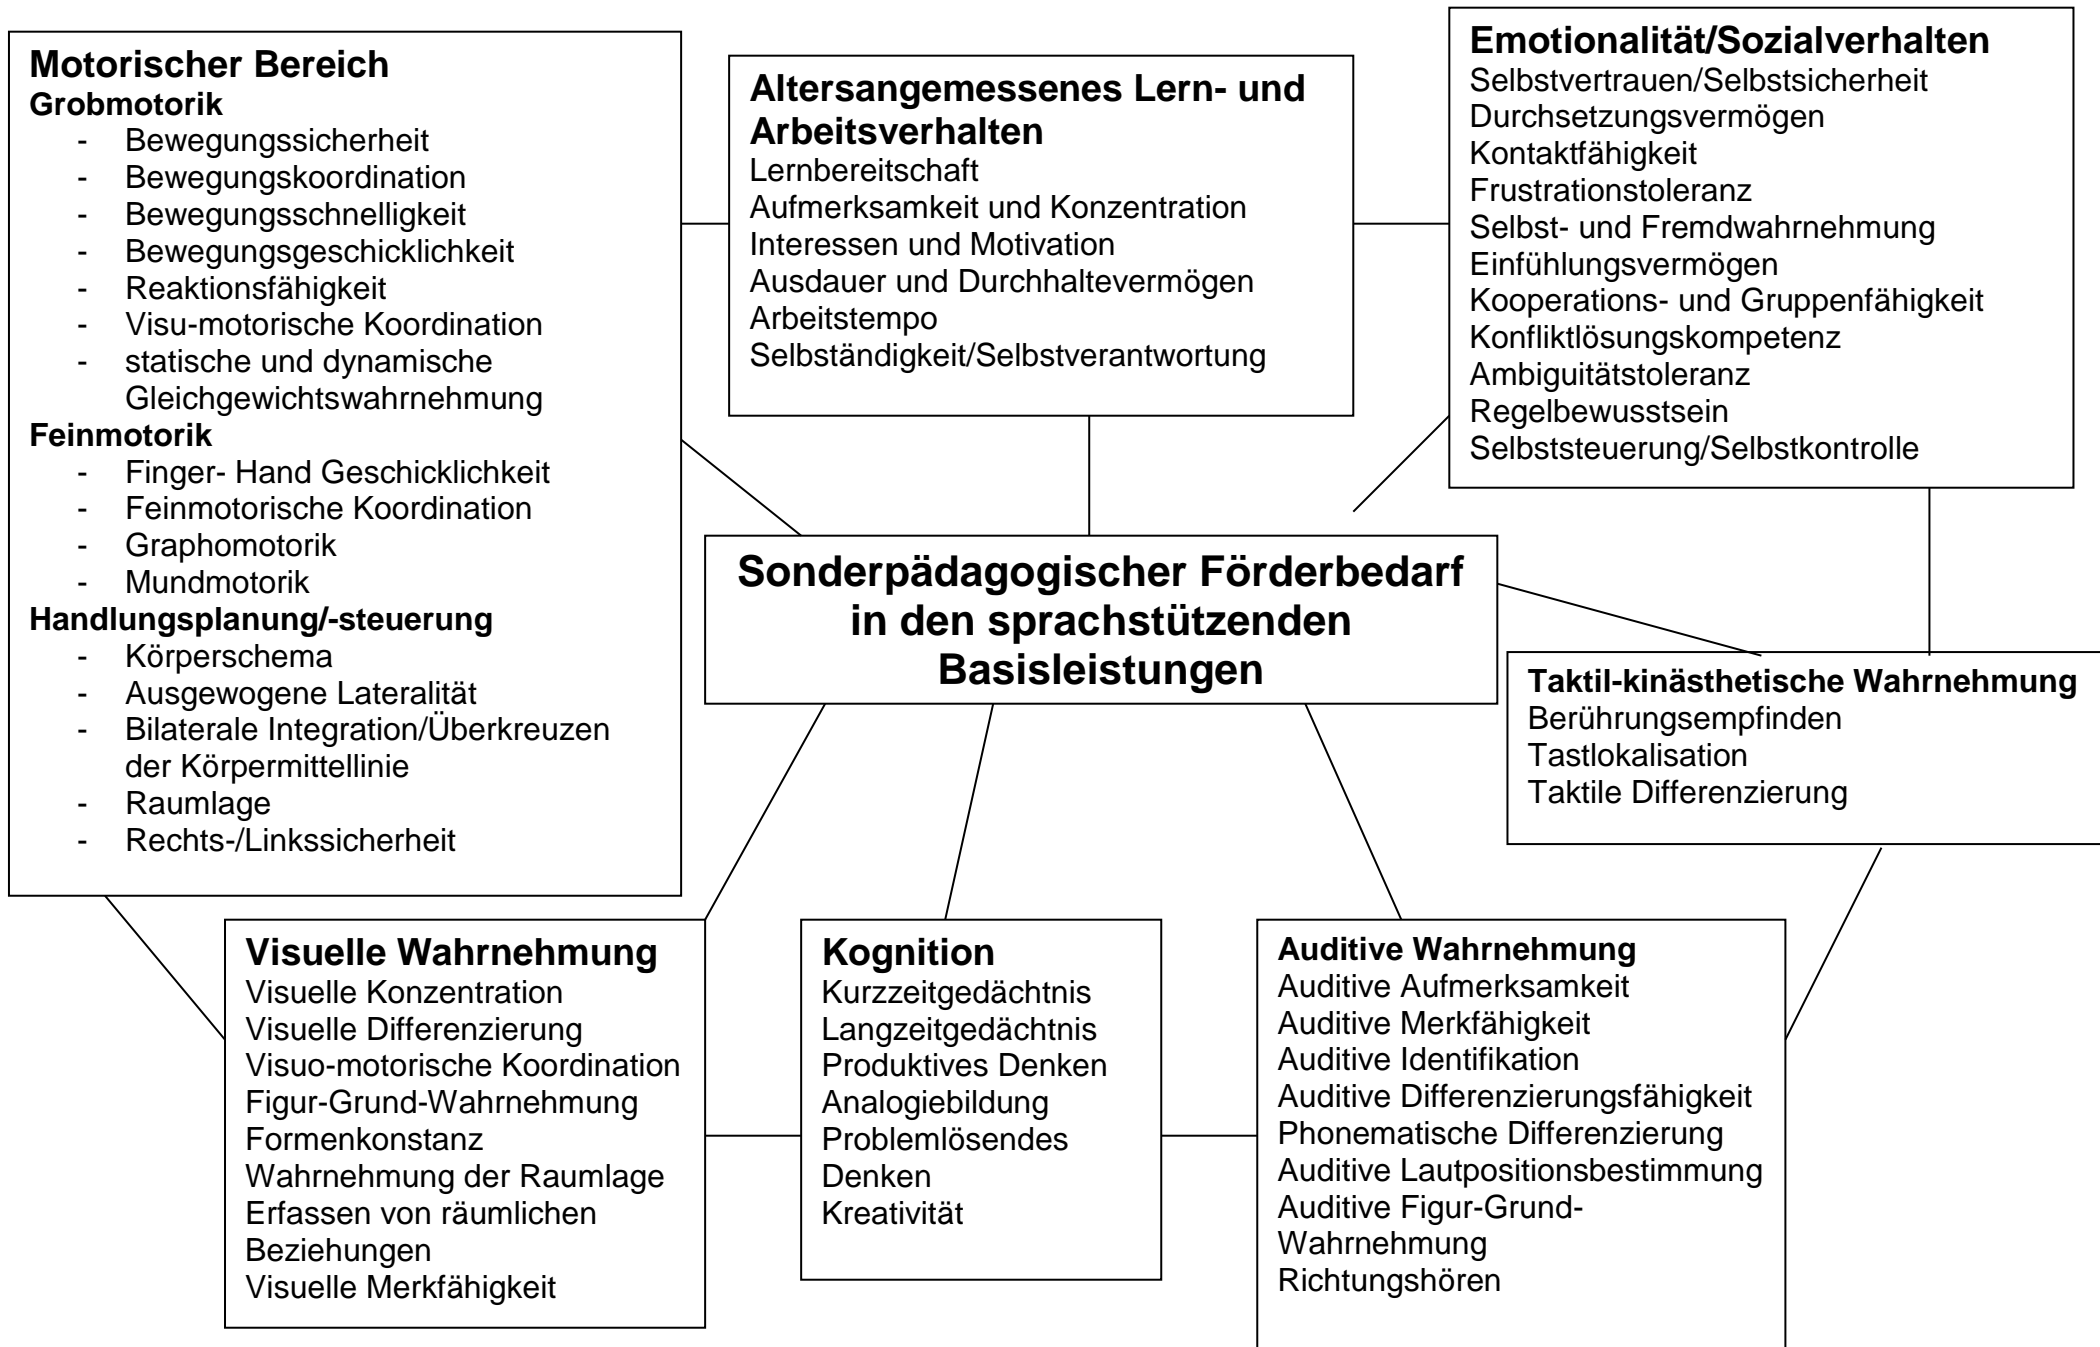 Motorischer Bereich
Grobmotorik
- Bewegungssicherheit
- Bewegungskoordination
- Bewegungsschnelligkeit
- Bewegungsgeschicklichkeit
- Reaktionsfähigkeit
- Visu-motorische Koordination
- statische und dynamische
Gleichgewichtswahrnehmung
Feinmotorik
- Finger- Hand Geschicklichkeit
- Feinmotorische Koordination
- Graphomotorik
- Mundmotorik
Handlungsplanung/-steuerung
- Körperschema
- Ausgewogene Lateralität
- Bilaterale Integration/Überkreuzen
der Körpermittellinie
- Raumlage
- Rechts-/Linkssicherheit
Altersangemessenes Lern- und
Arbeitsverhalten
Lernbereitschaft
Aufmerksamkeit und Konzentration
Interessen und Motivation
Ausdauer und Durchhaltevermögen
Arbeitstempo
Selbständigkeit/Selbstverantwortung
Emotionalität/Sozialverhalten
Selbstvertrauen/Selbstsicherheit
Durchsetzungsvermögen
Kontaktfähigkeit
Frustrationstoleranz
Selbst- und Fremdwahrnehmung
Einfühlungsvermögen
Kooperations- und Gruppenfähigkeit
Konfliktlösungskompetenz
Ambiguitätstoleranz
Regelbewusstsein
Selbststeuerung/Selbstkontrolle
Sonderpädagogischer Förderbedarf
in den sprachstützenden
Basisleistungen
Taktil-kinästhetische Wahrnehmung
Berührungsempfinden
Tastlokalisation
Taktile Differenzierung
Visuelle Wahrnehmung
Visuelle Konzentration
Visuelle Differenzierung
Visuo-motorische Koordination
Figur-Grund-Wahrnehmung
Formenkonstanz
Wahrnehmung der Raumlage
Erfassen von räumlichen
Beziehungen
Visuelle Merkfähigkeit
Kognition
Kurzzeitgedächtnis
Langzeitgedächtnis
Produktives Denken
Analogiebildung
Problemlösendes
Denken
Kreativität
Auditive Wahrnehmung
Auditive Aufmerksamkeit
Auditive Merkfähigkeit
Auditive Identifikation
Auditive Differenzierungsfähigkeit
Phonematische Differenzierung
Auditive Lautpositionsbestimmung
Auditive Figur-Grund-
Wahrnehmung
Richtungshören